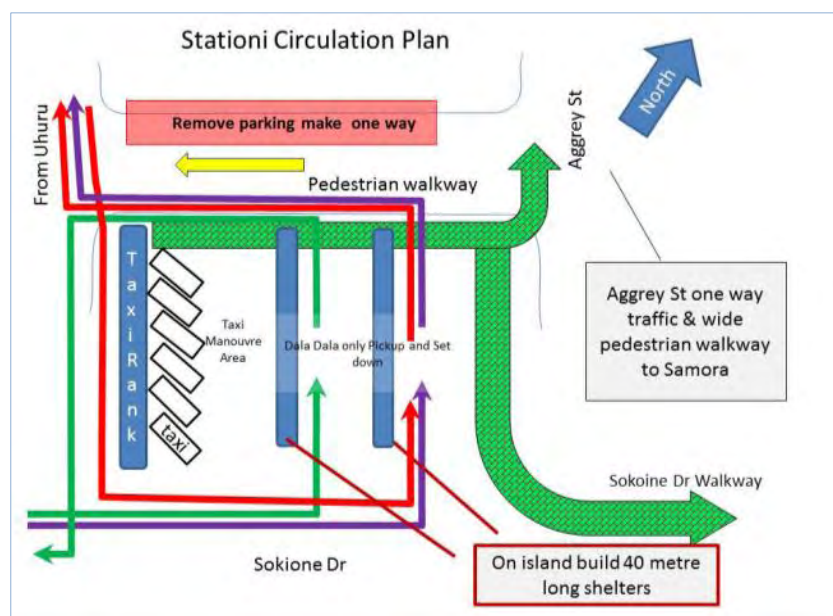 Stationi Circulation Plan
North
Remove parking make one way
From Uhuru
Aggrey St
Pedestrian walkway
Taxi Rank
Taxi
Manouvre
Area
Dala Dala only Pickup and Set
down
taxi
Aggrey St one way
traffic & wide
pedestrian walkway
to Samora
Sokoine Dr Walkway
Sokione Dr
On island build 40 metre
long shelters